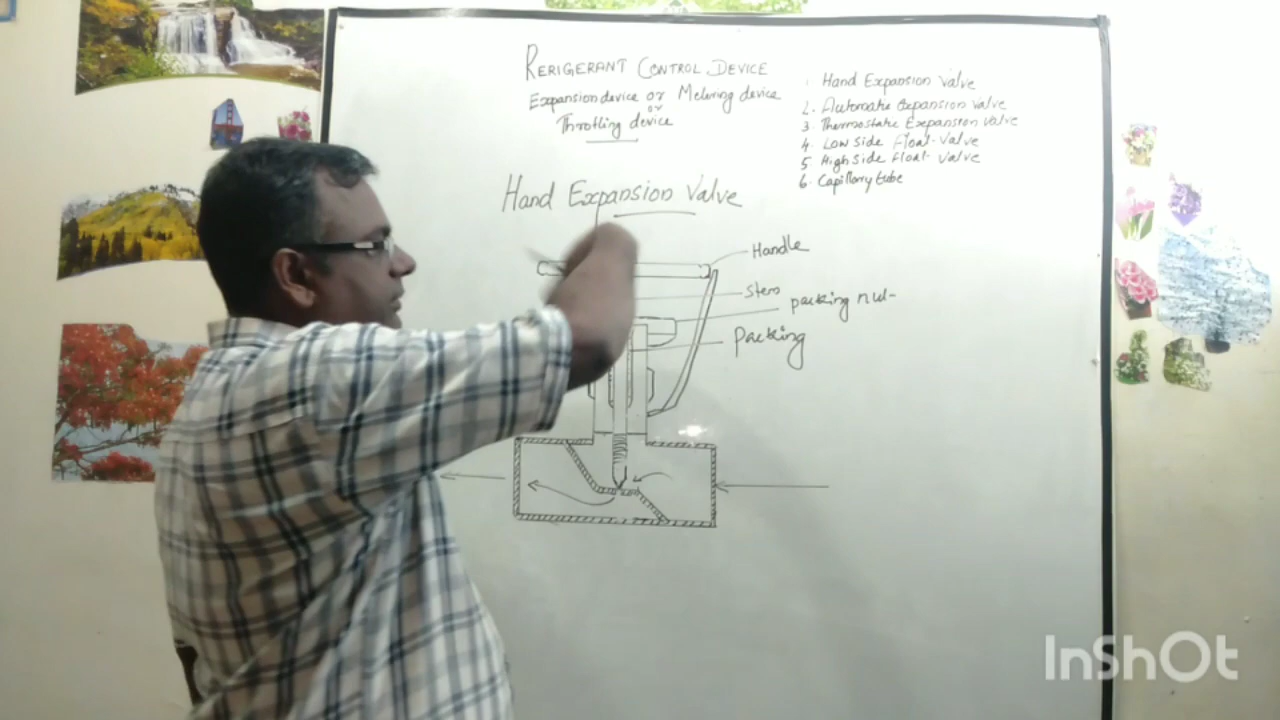 RERIGERANT CONTROL DEVICE
Expansion device or Metering device
or
Throtling device
1. Hand Expansion Valve
2. Automatic Expansion Valve
3. Thermostatic Expansion Valve
4. Low Side Float-Valve
5 High Side Float-Valve
6. Capillary tube
Hand Expansion Valve
Handle
Stem
packing nut
Packing
InShOt